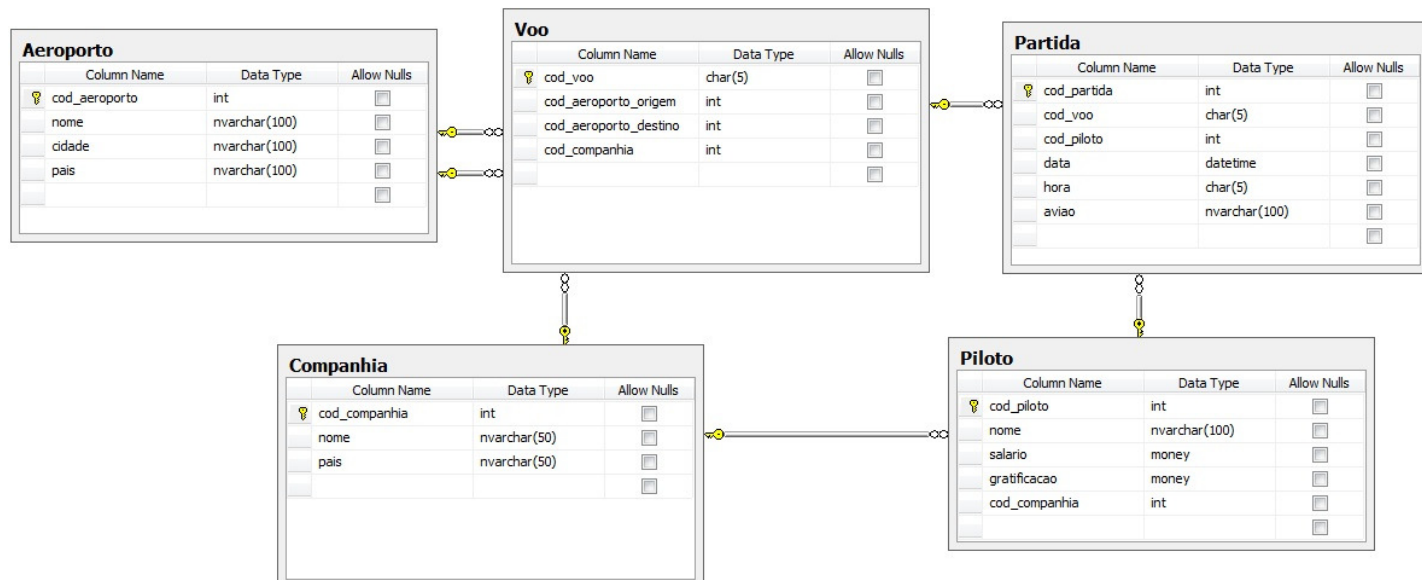 Aeroporto
Column Name Data Type Allow Nulls
cod_aeroporto int
nome nvarchar(100)
cidade nvarchar(100)
pais nvarchar(100)
Voo
Column Name Data Type Allow Nulls
cod_voo char(5)
cod_aeroporto_origem int
cod_aeroporto_destino int
cod_companhia int
Partida
Column Name Data Type Allow Nulls
cod_partida int
cod_voo char(5)
cod_piloto int
data datetime
hora char(5)
aviao nvarchar(100)
Companhia
Column Name Data Type Allow Nulls
cod_companhia int
nome nvarchar(50)
pais nvarchar(50)
Piloto
Column Name Data Type Allow Nulls
cod_piloto int
nome nvarchar(100)
salario money
gratificacao money
cod_companhia int